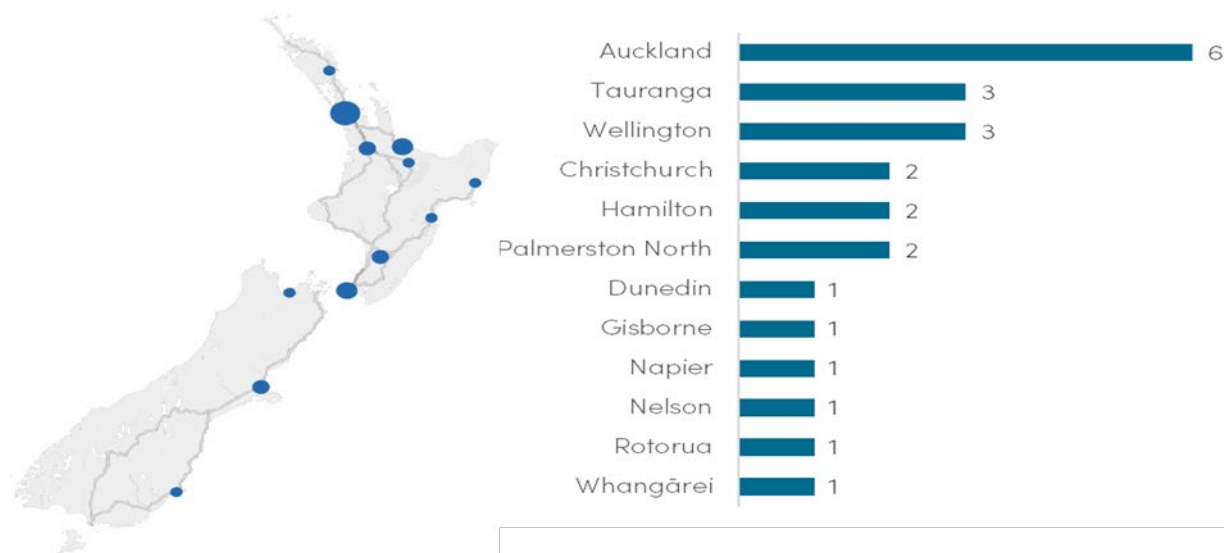 Auckland 6
Tauranga 3
Wellington 3
Christchurch 2
Hamilton 2
Palmerston North 2
Dunedin 1
Gisborne 1
Napier 1
Nelson 1
Rotorua 1
Whangārei 1